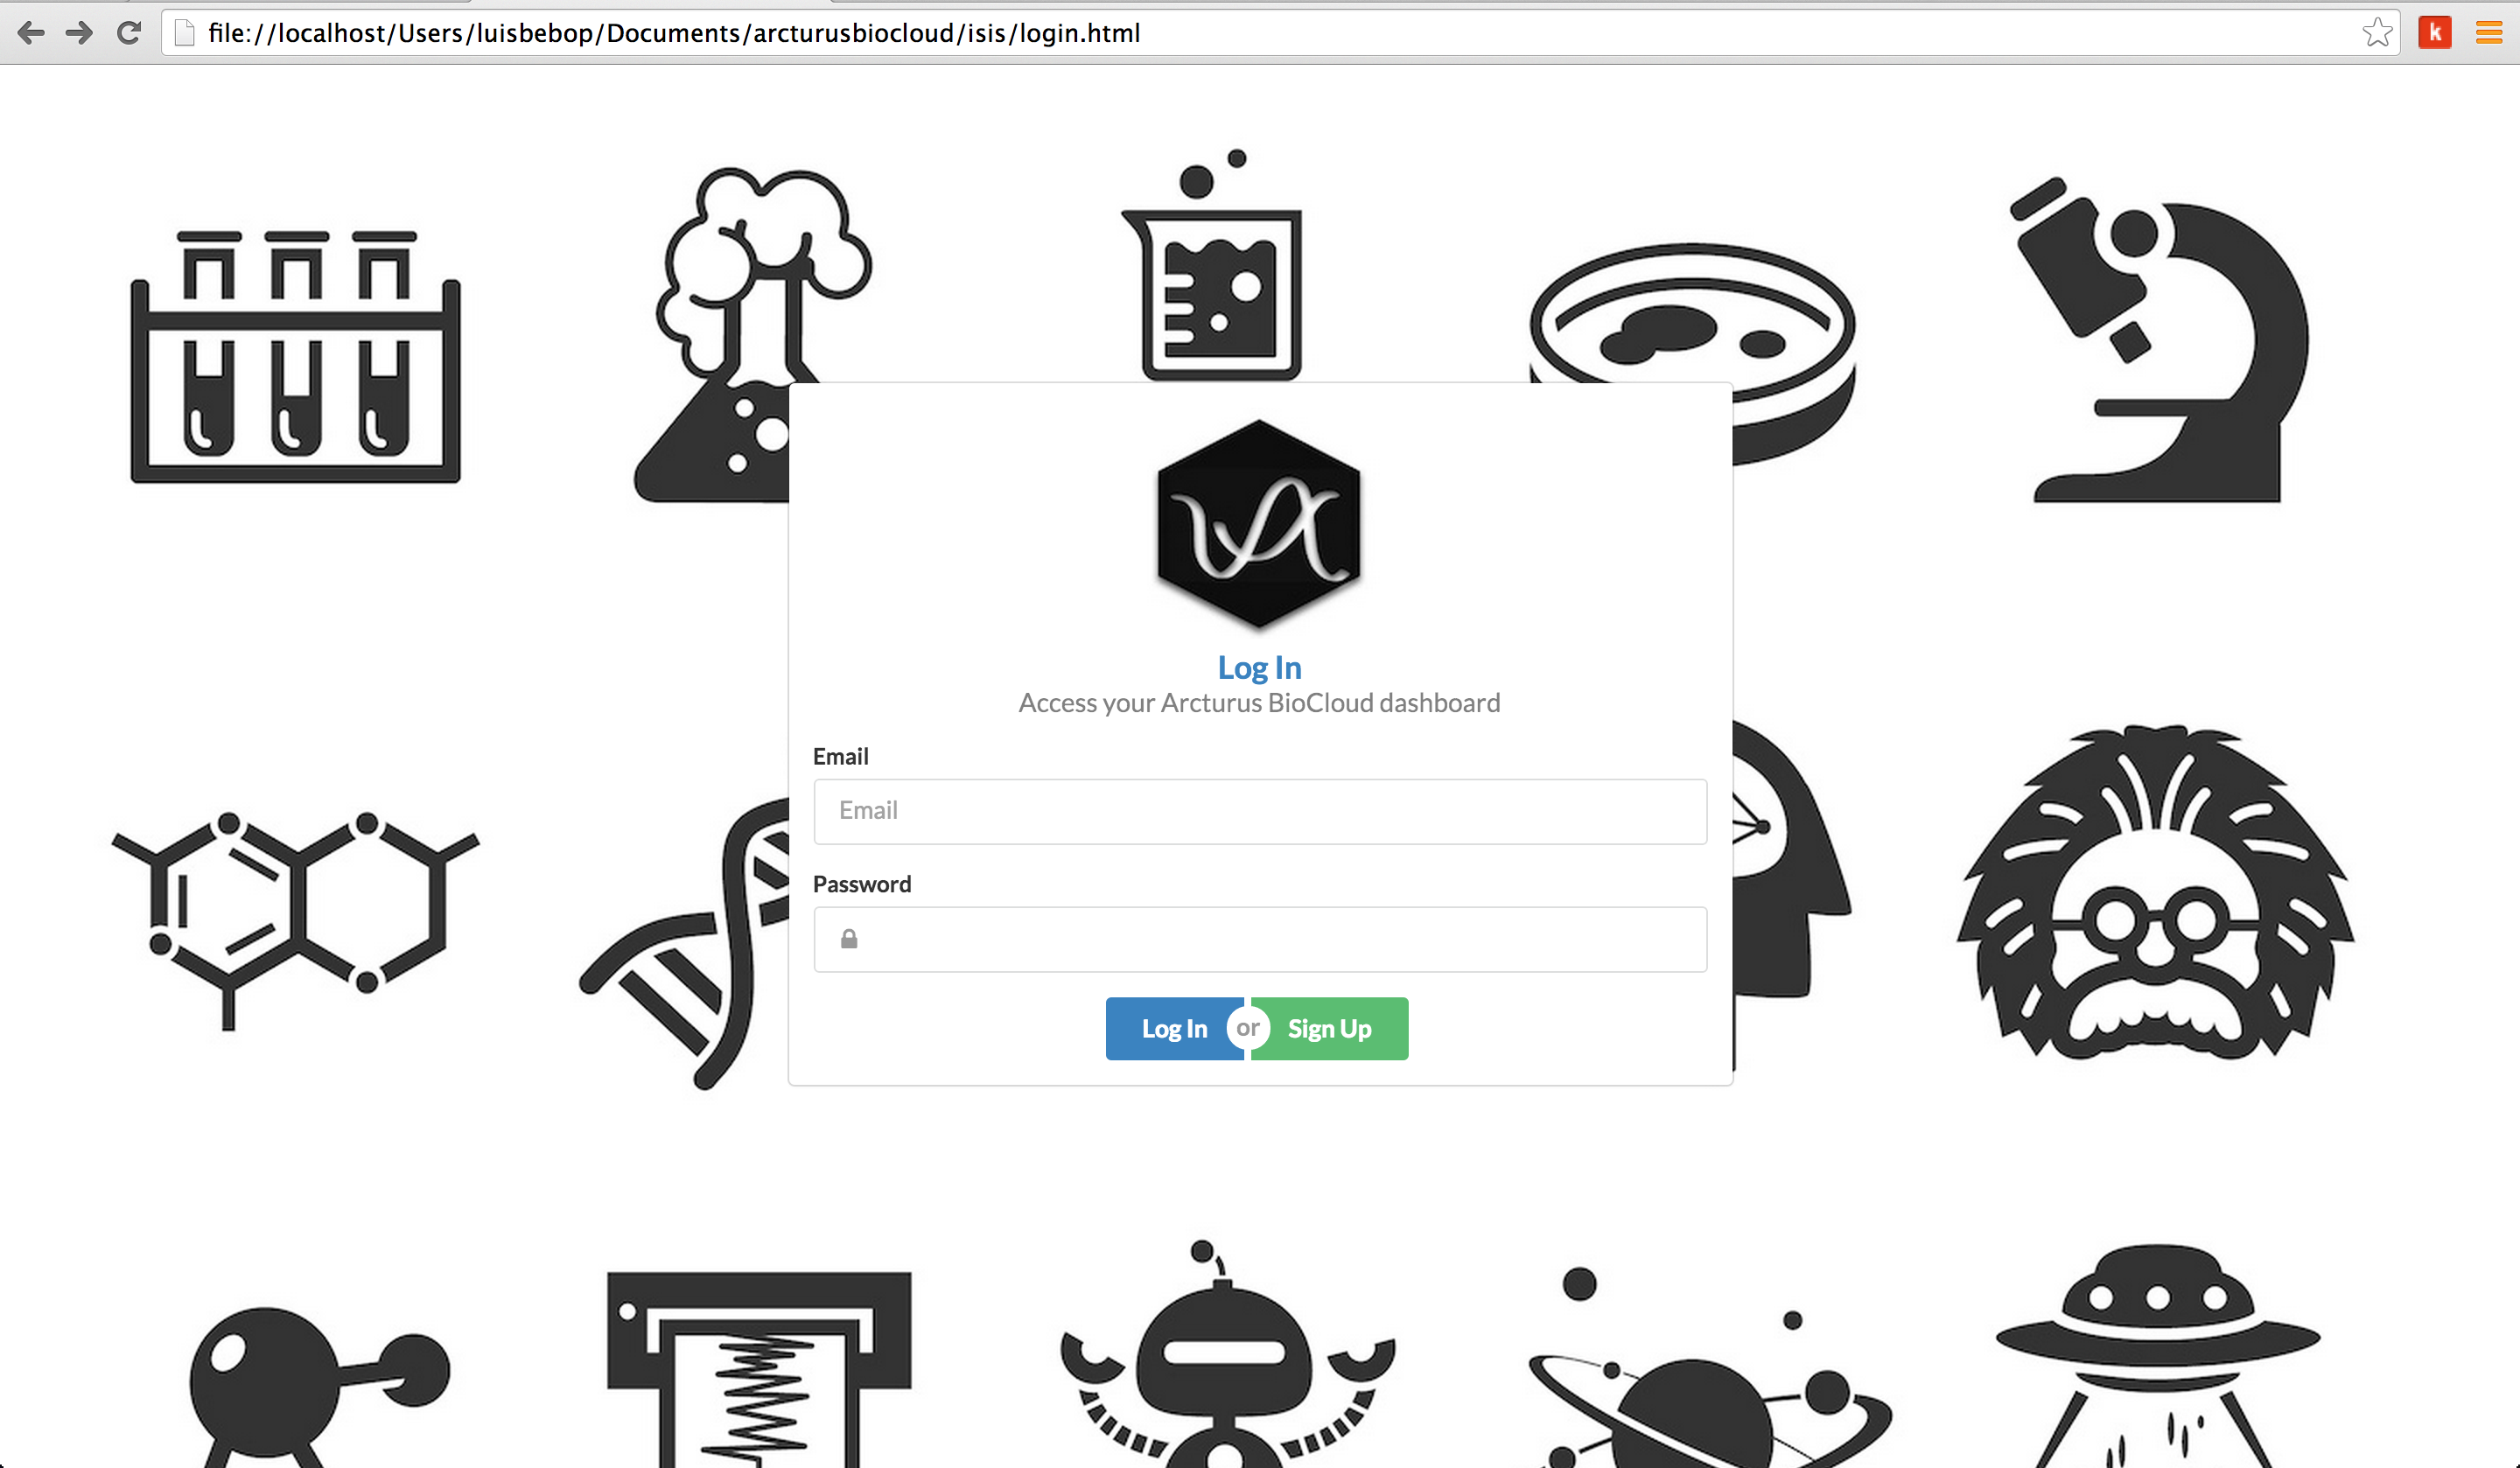 file://localhost/Users/luisbebop/Documents/arcturusbiocloud/isis/login.html
k
Log In
Access your Arcturus BioCloud dashboard
Email
Email
Password
Log In or Sign Up